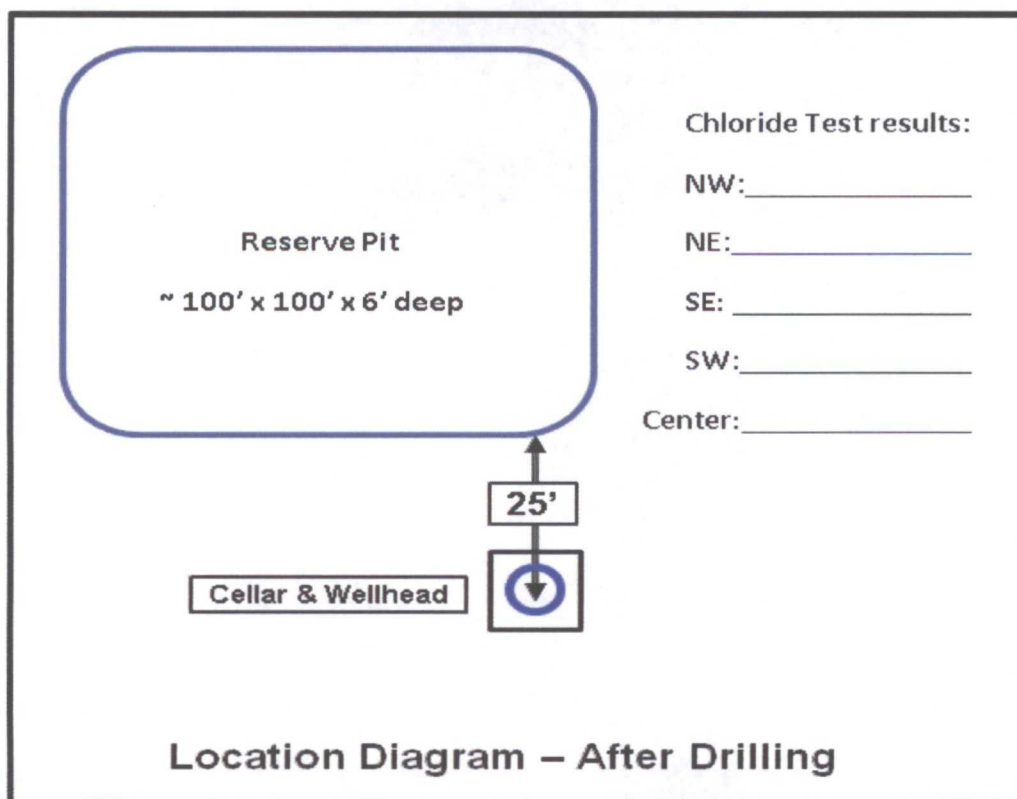 Chloride Test results:
NW:
NE:
SE:
SW:
Center:
Reserve Pit
~ 100' x 100' x 6' deep
25'
Cellar & Wellhead
Location Diagram – After Drilling